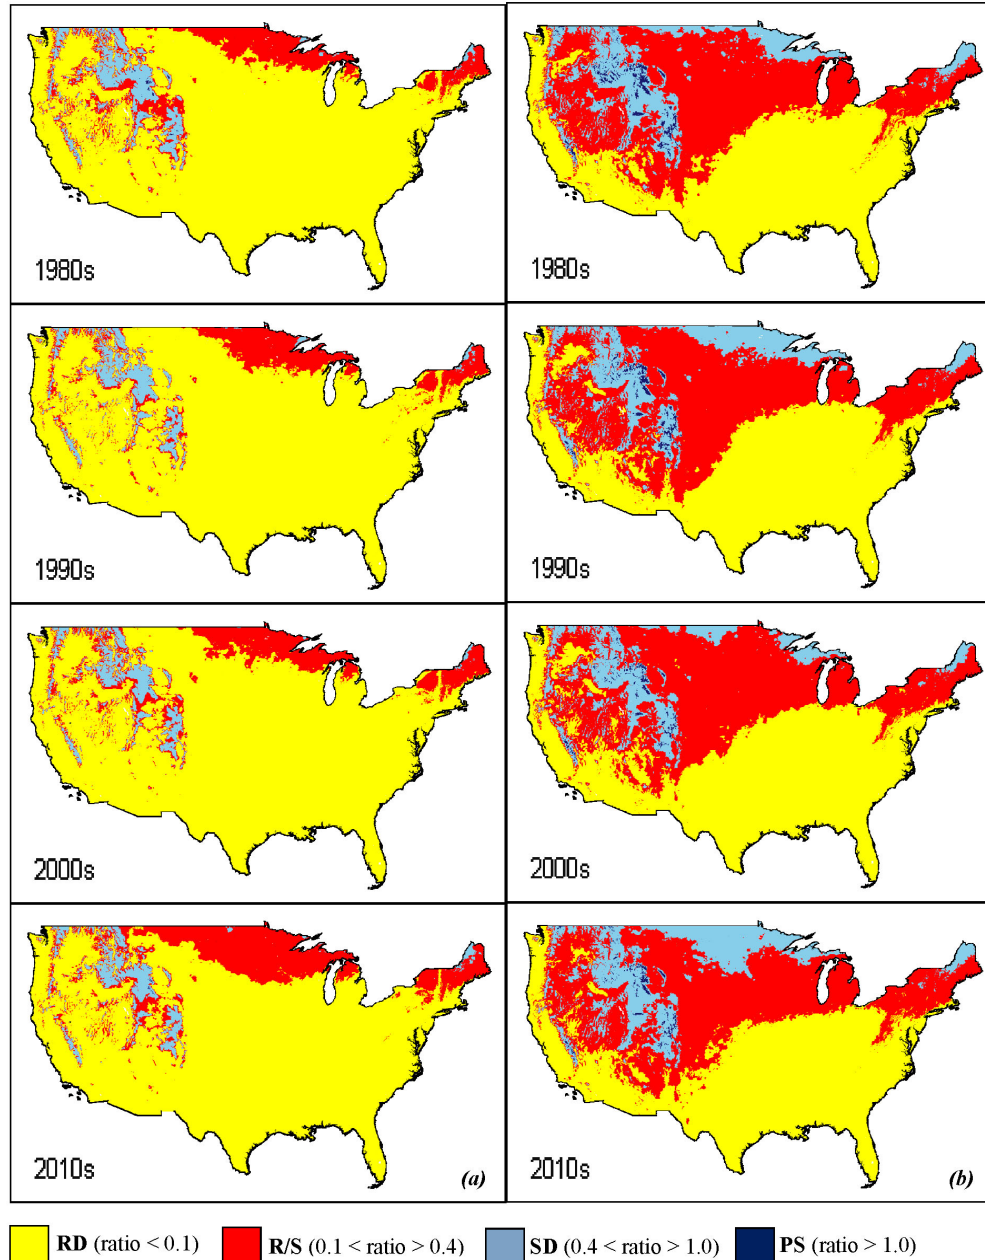 1980s
1980s
1990s
1990s
2000s
2000s
2010s
(a)
2010s
(b)
RD (ratio < 0.1)
R/S (0.1 < ratio > 0.4)
SD (0.4 < ratio > 1.0)
PS (ratio > 1.0)